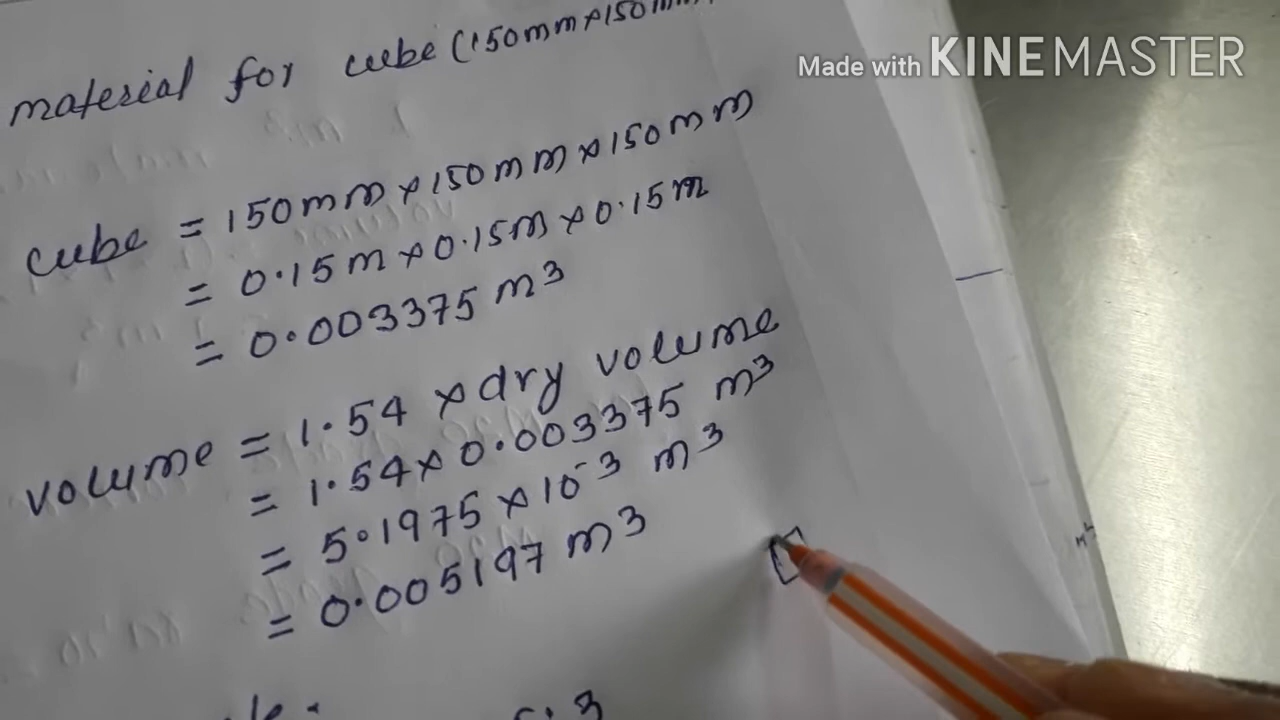 Made with KINEMASTER
material for cube (150mm×150mm
cube = 150mm×150mm×150mm
= 0.15m×0.15m×0.15m
= 0.003375 m³
volume = 1.54 × dry volume
= 1.54×0.003375 m³
= 5.1975×10⁻³ m³
= 0.005197 m³